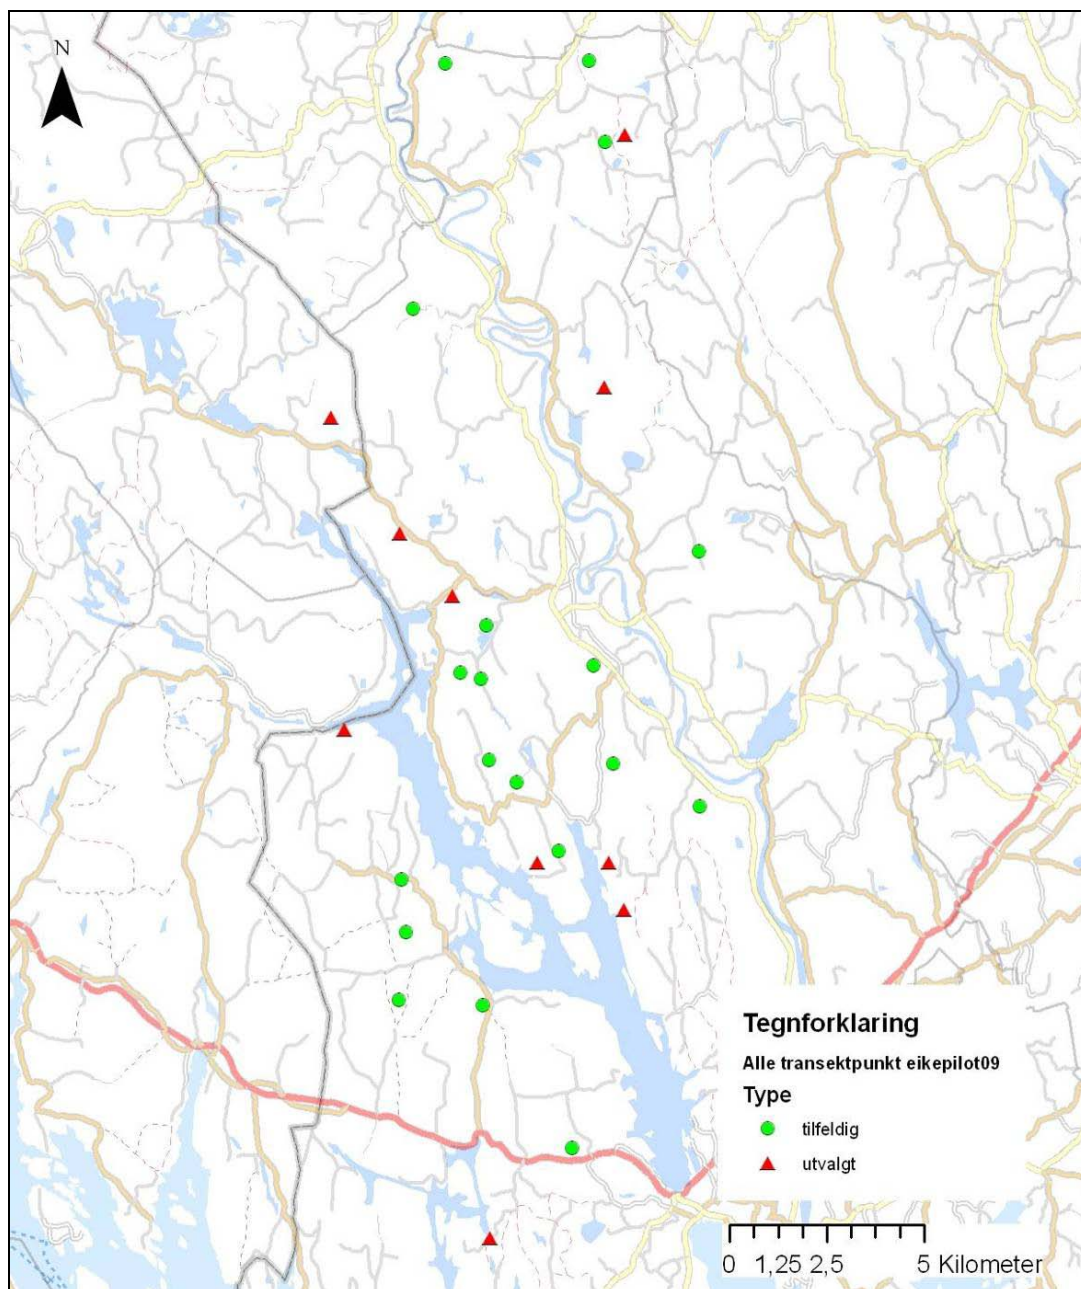 N
Tegnforklaring
Alle transektpunkt eikepilot09
Type
tilfeldig
utvalgt
0 1,25 2,5 5 Kilometer